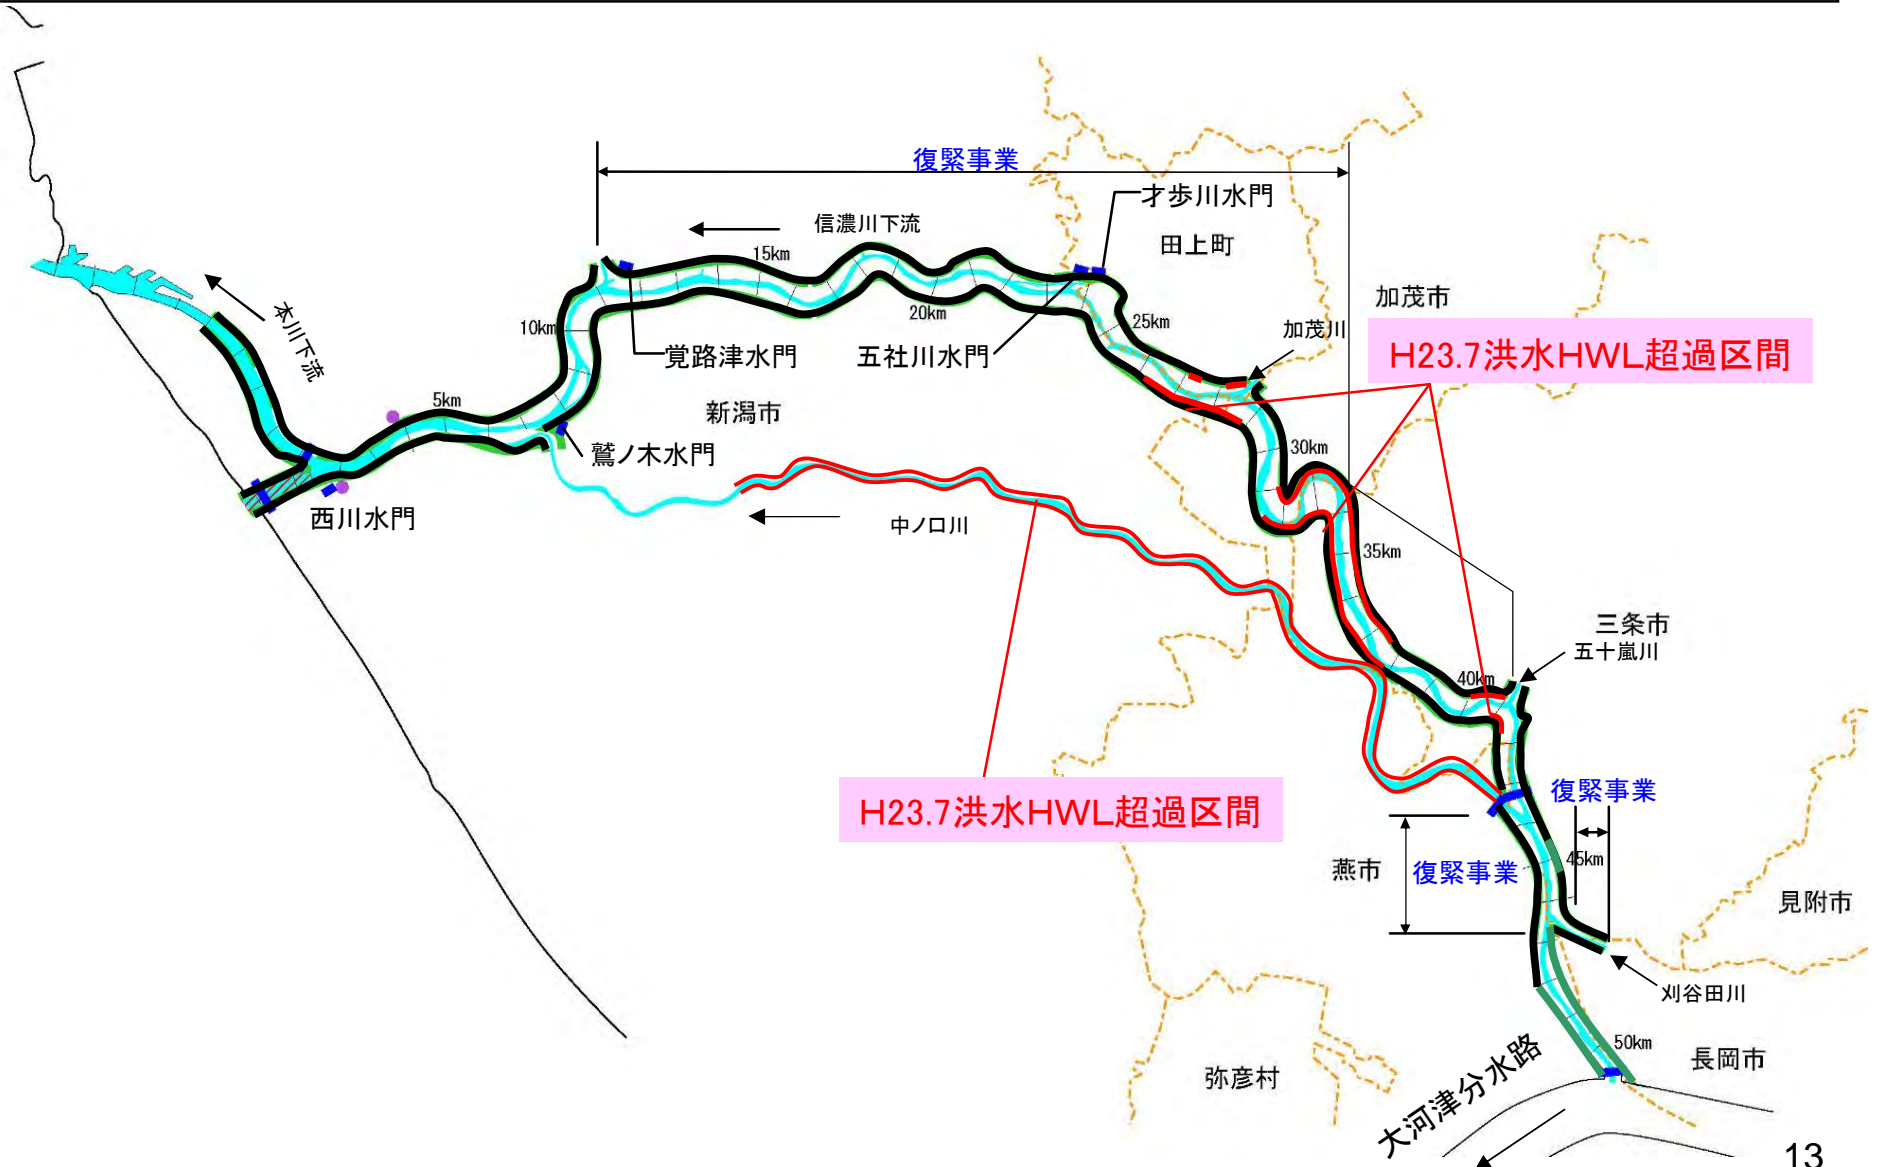 復緊事業
才歩川水門
信濃川下流
田上町
15km
本川下流
20km
25km
加茂市
10km
加茂川
覚路津水門
五社川水門
H23.7洪水HWL超過区間
5km
新潟市
鷲ノ木水門
30km
西川水門
中ノ口川
35km
三条市
五十嵐川
40km
復緊事業
H23.7洪水HWL超過区間
45km
燕市
復緊事業
見附市
刈谷田川
50km
長岡市
弥彦村
大河津分水路
13